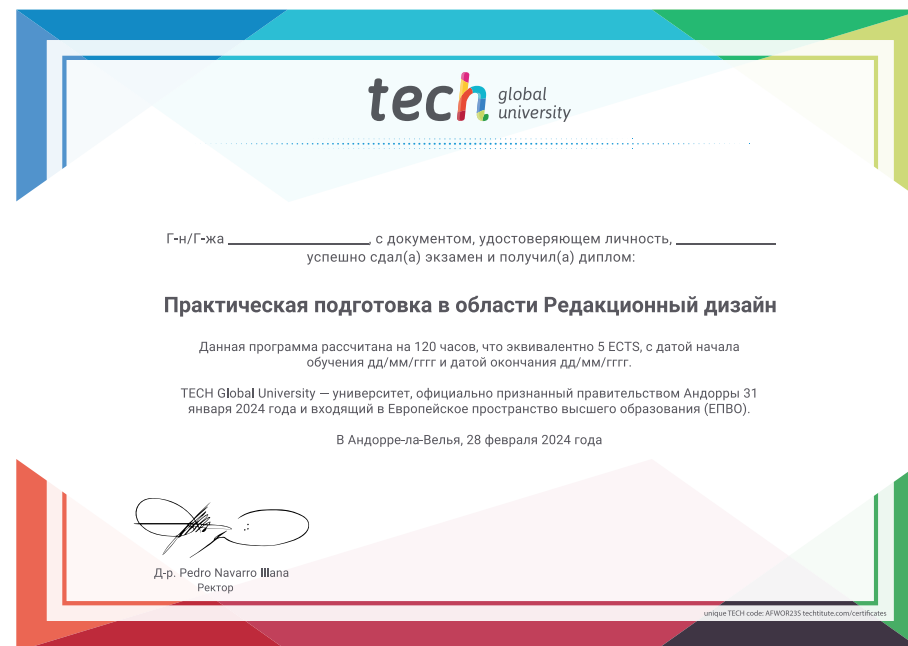 tech global university
Г-н/Г-жа ____________________, с документом, удостоверяющем личность, ______________
успешно сдал(а) экзамен и получил(а) диплом:
Практическая подготовка в области Редакционный дизайн
Данная программа рассчитана на 120 часов, что эквивалентно 5 ECTS, с датой начала
обучения дд/мм/гггг и датой окончания дд/мм/гггг.
TECH Global University — университет, официально признанный правительством Андорры 31
января 2024 года и входящий в Европейское пространство высшего образования (ЕПВО).
В Андорре-ла-Велья, 28 февраля 2024 года
Д-р. Pedro Navarro Illana
Ректор
unique TECH code: AFWOR23S techtitute.com/certificates